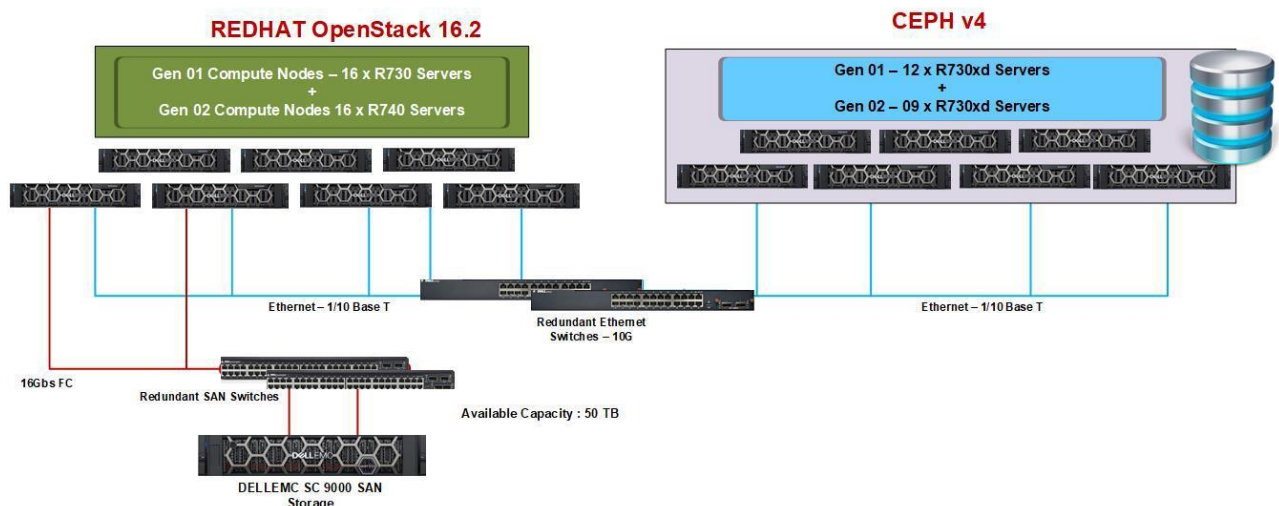 REDHAT OpenStack 16.2
CEPH v4
Gen 01 Compute Nodes – 16 x R730 Servers
+
Gen 02 Compute Nodes 16 x R740 Servers
Gen 01 – 12 x R730xd Servers
+
Gen 02 – 09 x R730xd Servers
Ethernet – 1/10 Base T
Redundant Ethernet
Switches – 10G
Ethernet – 1/10 Base T
16Gbs FC
Redundant SAN Switches
Available Capacity : 50 TB
DELLEMC
DELLEMC SC 9000 SAN
Storage